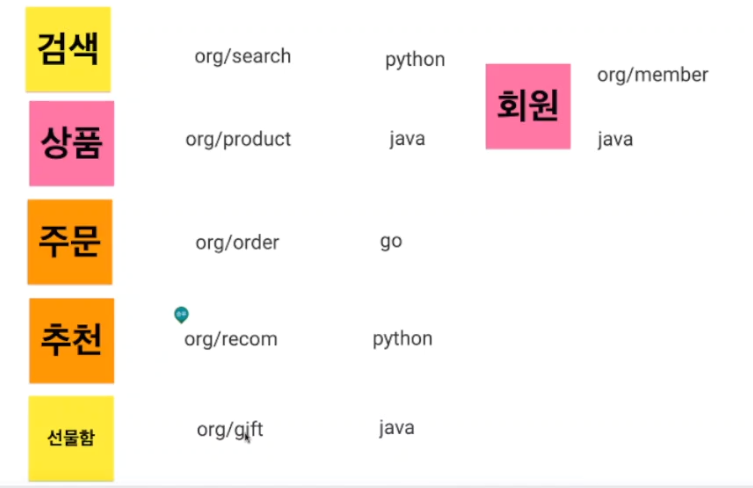 검색 org/search python
회원 org/member
java
상품 org/product java
주문 org/order go
추천 org/recom python
선물함 org/gift java